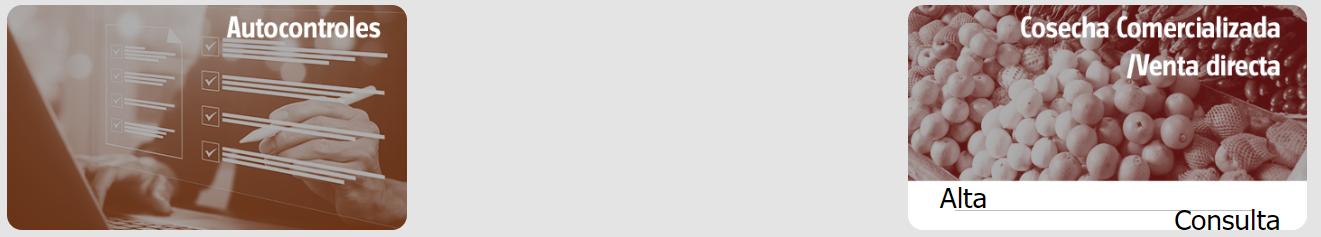 Autocontroles
Cosecha Comercializada
/Venta directa
Alta
Consulta